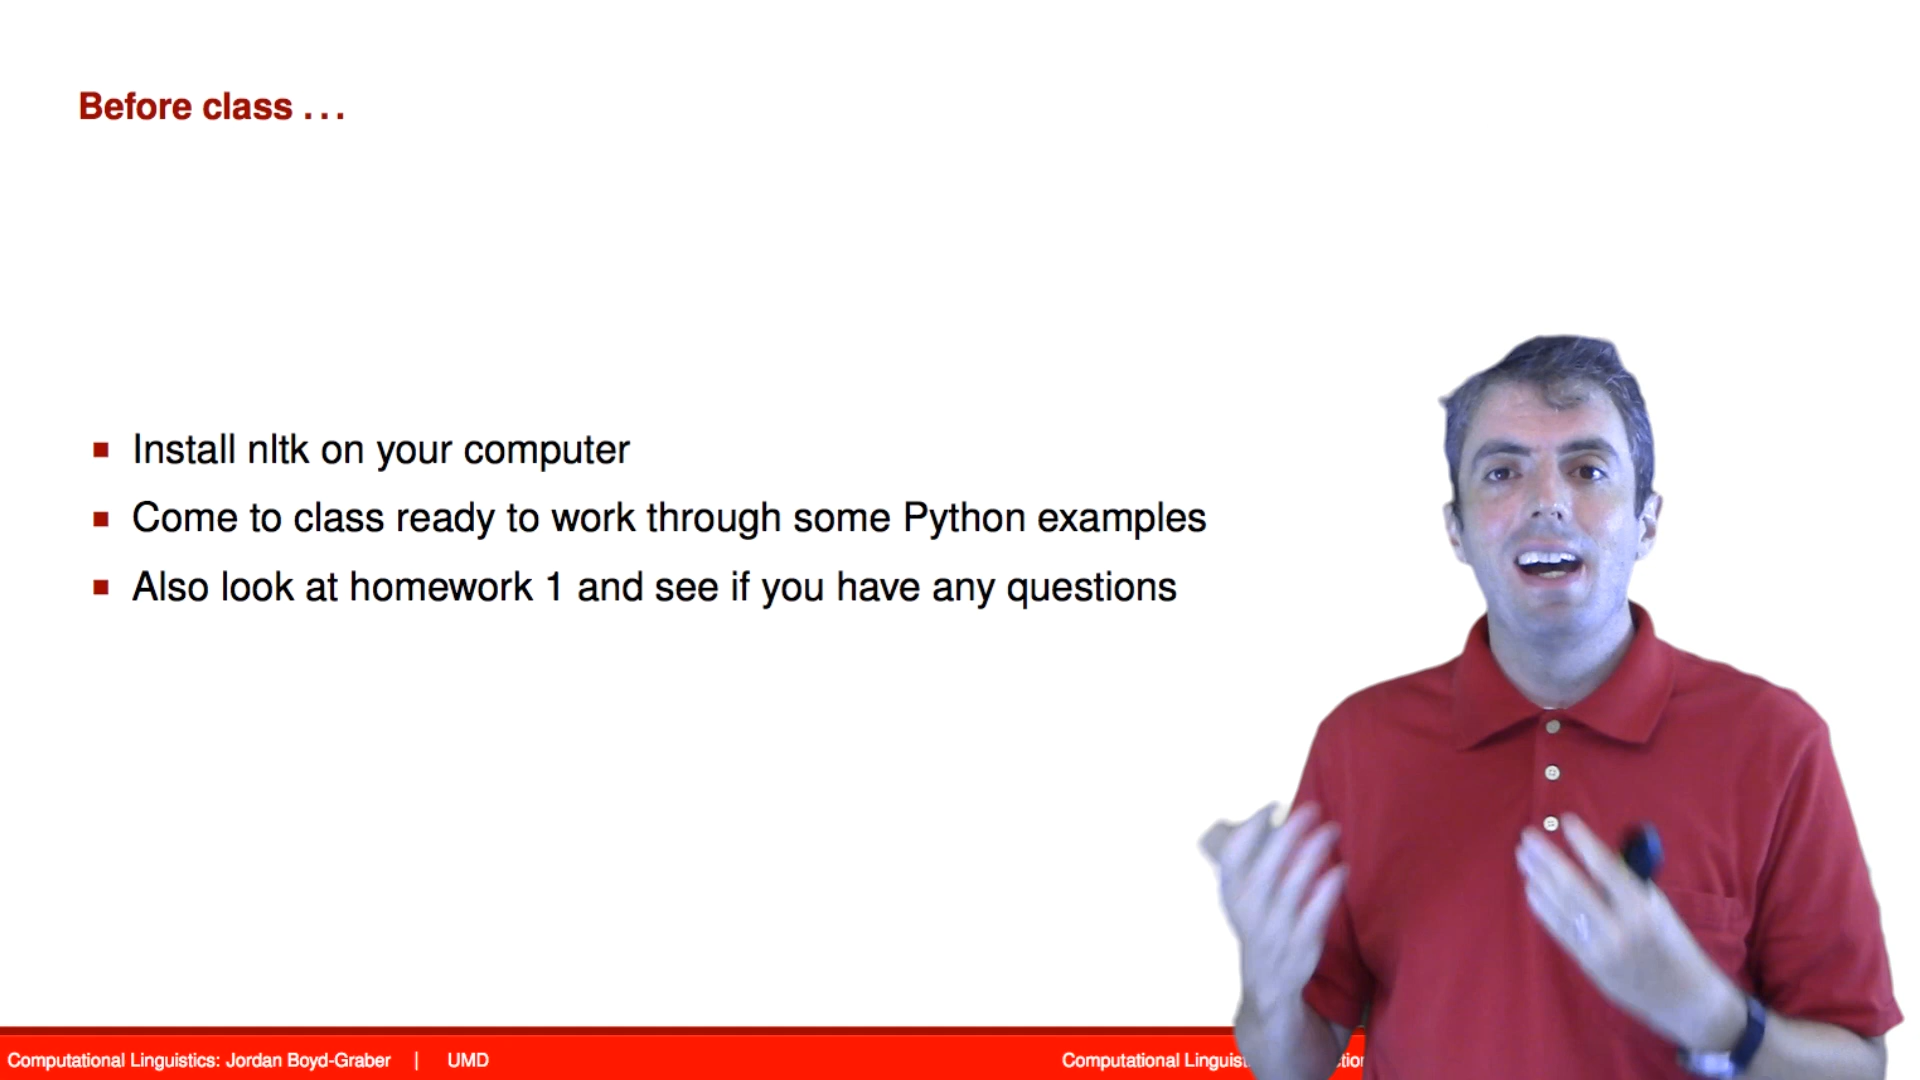 Before class . . .
Install nltk on your computer
Come to class ready to work through some Python examples
Also look at homework 1 and see if you have any questions
Computational Linguistics: Jordan Boyd-Graber | UMD
Computational